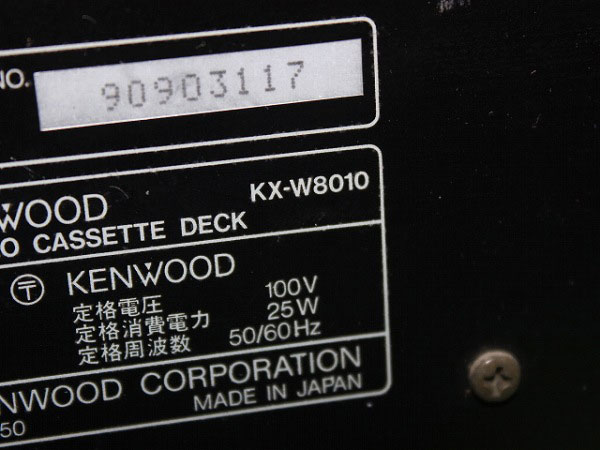 NO. 90903117
WOOD KX-W8010
O CASSETTE DECK
〒 KENWOOD
定格電圧 100V
定格消費電力 25W
定格周波数 50/60Hz
NWOOD CORPORATION
50 MADE IN JAPAN